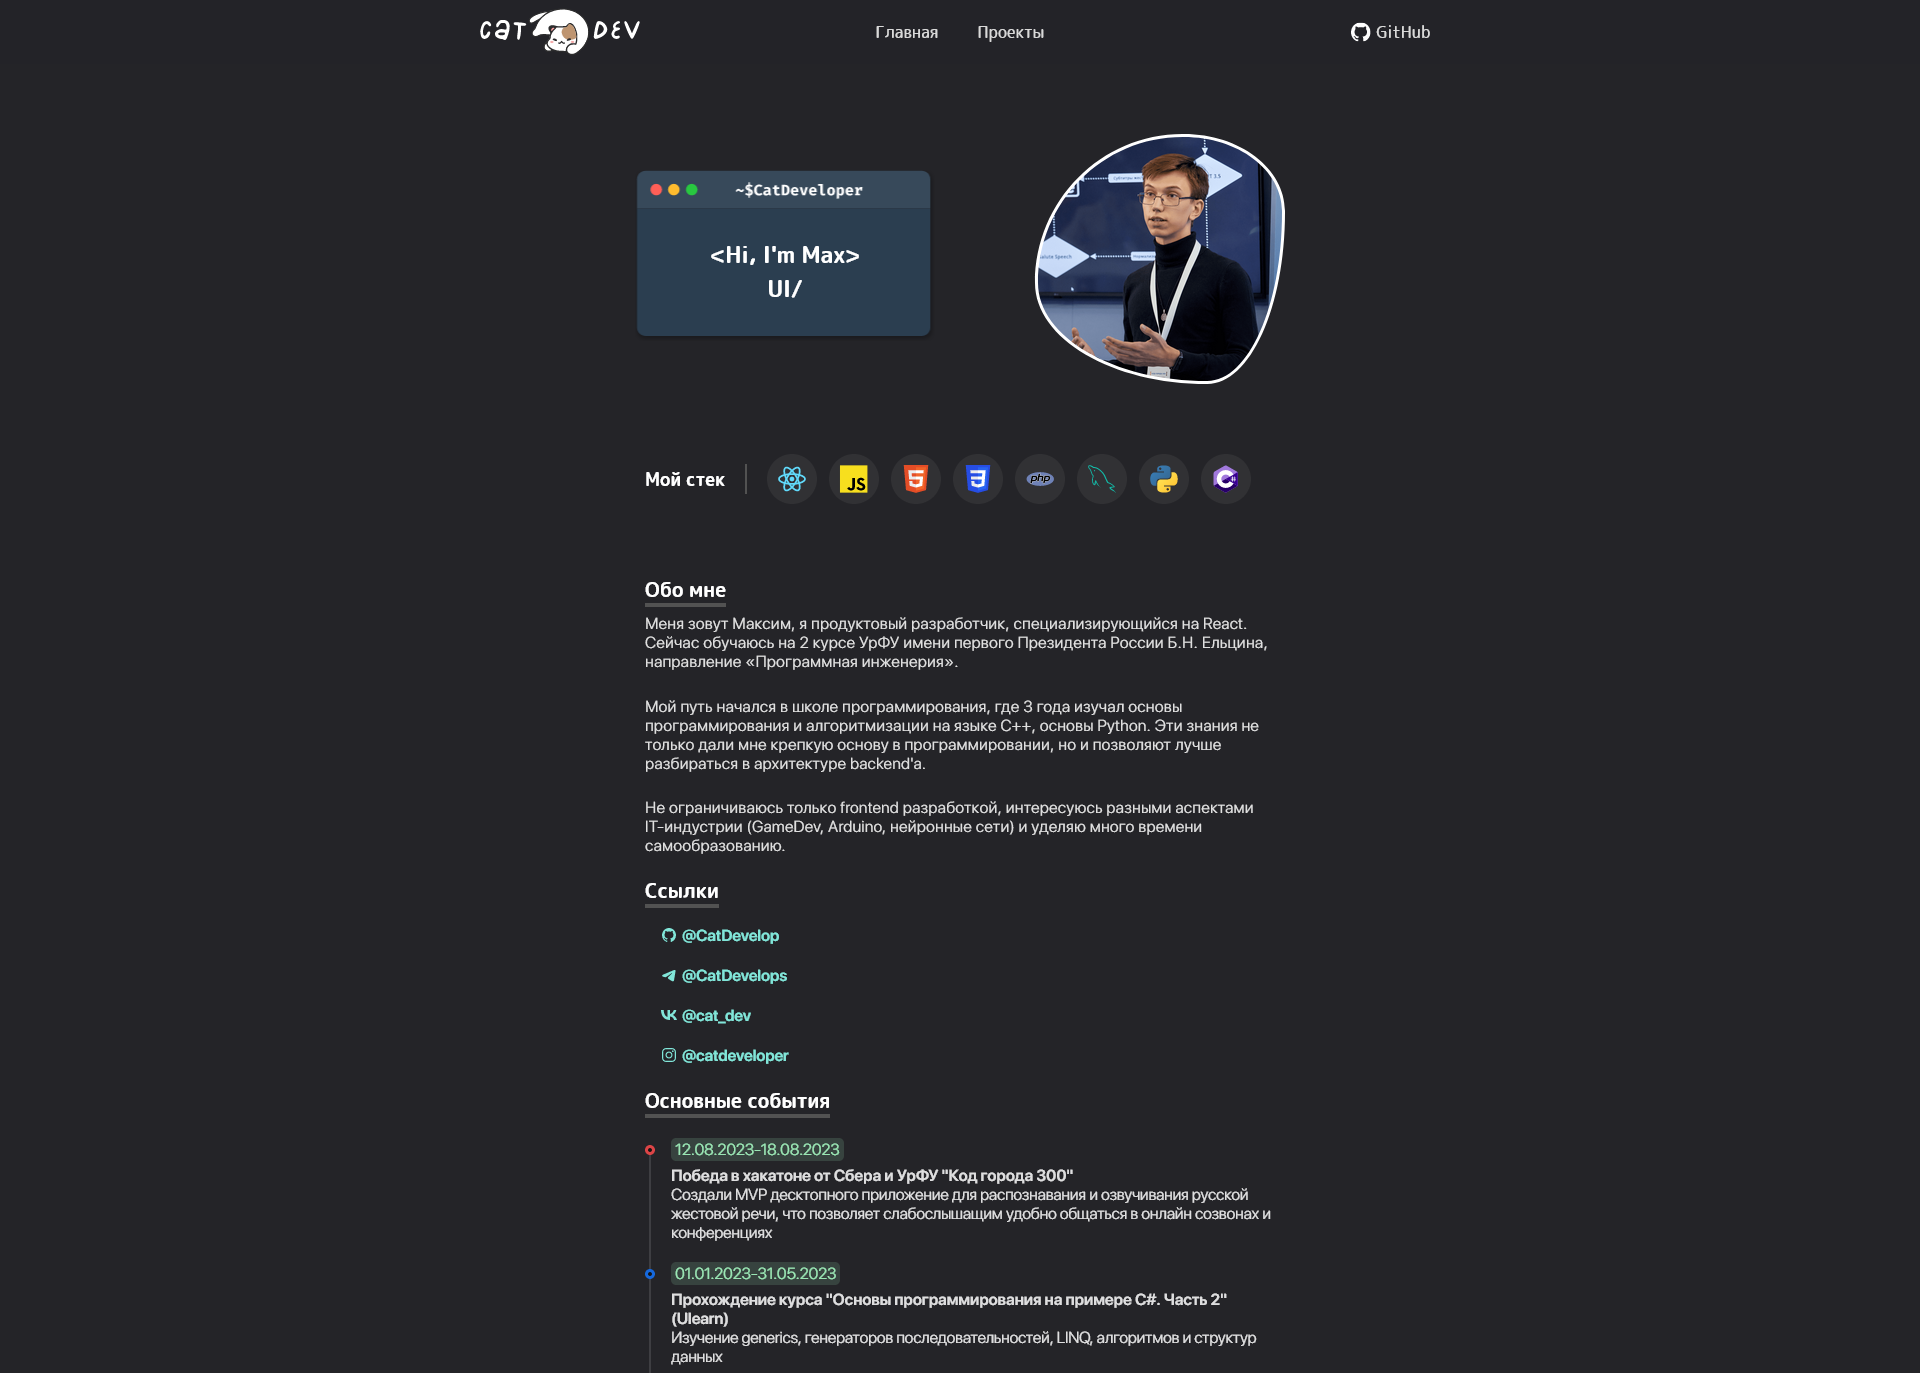 CAT DEV
Главная
Проекты
GitHub
~$CatDeveloper
<Hi, I'm Max>
UI/
Мой стек
JS
php
Обо мне
Меня зовут Максим, я продуктовый разработчик, специализирующийся на React.
Сейчас обучаюсь на 2 курсе УрФУ имени первого Президента России Б.Н. Ельцина,
направление «Программная инженерия».
Мой путь начался в школе программирования, где 3 года изучал основы
программирования и алгоритмизации на языке C++, основы Python. Эти знания не
только дали мне крепкую основу в программировании, но и позволяют лучше
разбираться в архитектуре backend'a.
Не ограничиваюсь только frontend разработкой, интересуюсь разными аспектами
IT-индустрии (GameDev, Arduino, нейронные сети) и уделяю много времени
самообразованию.
Ссылки
@CatDevelop
@CatDevelops
@cat_dev
@catdeveloper
Основные события
12.08.2023-18.08.2023
Победа в хакатоне от Сбера и УрФУ "Код города 300"
Создали MVP десктопного приложение для распознавания и озвучивания русской
жестовой речи, что позволяет слабослышащим удобно общаться в онлайн созвонах и
конференциях
01.01.2023-31.05.2023
Прохождение курса "Основы программирования на примере C#. Часть 2"
(Ulearn)
Изучение generics, генераторов последовательностей, LINQ, алгоритмов и структур
данных